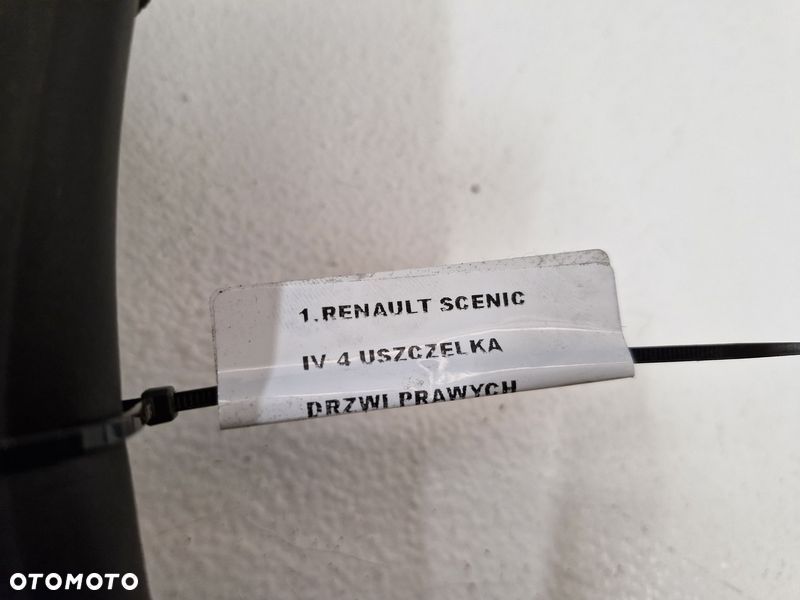 1.RENAULT SCENIC
IV 4 USZCZELKA
DRZWI PRAWYCH
OTOMOTO